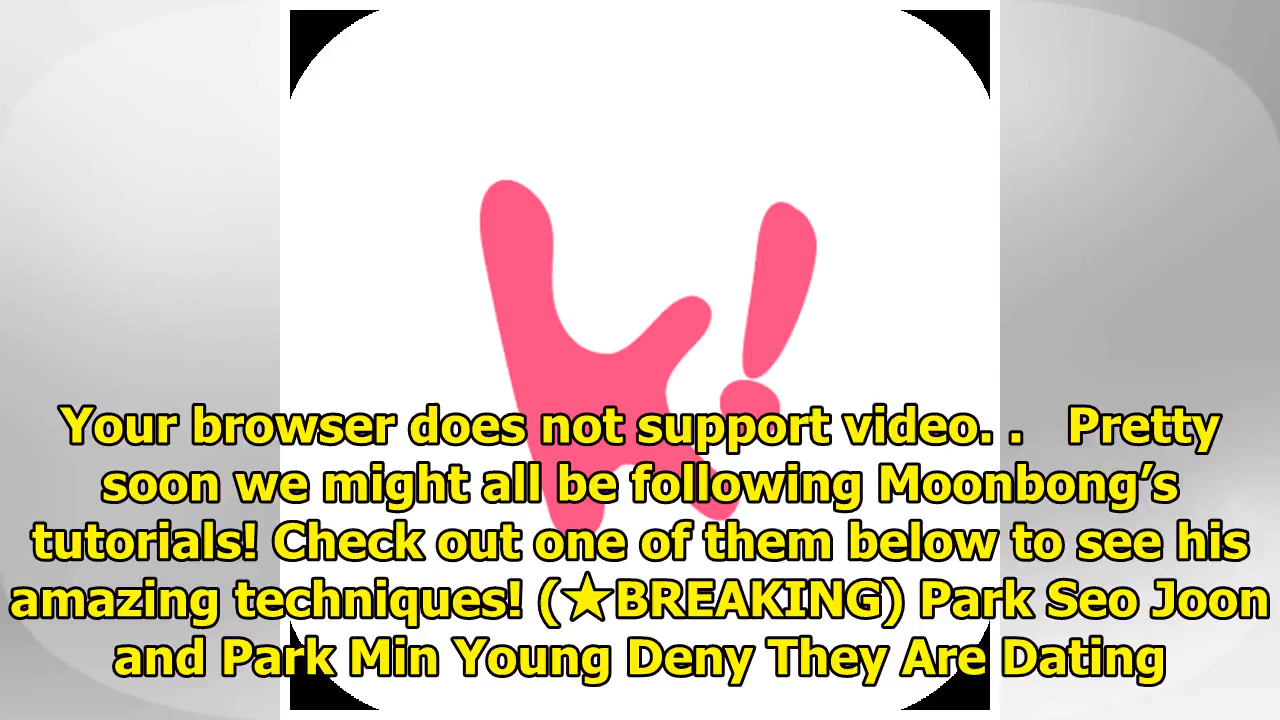 k!
Your browser does not support video. .   Pretty
soon we might all be following Moonbong’s
tutorials! Check out one of them below to see his
amazing techniques! (★BREAKING) Park Seo Joon
and Park Min Young Deny They Are Dating